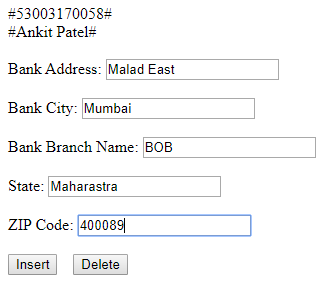 #53003170058#
#Ankit Patel#
Bank Address: Malad East
Bank City: Mumbai
Bank Branch Name: BOB
State: Maharastra
ZIP Code: 400089
Insert Delete